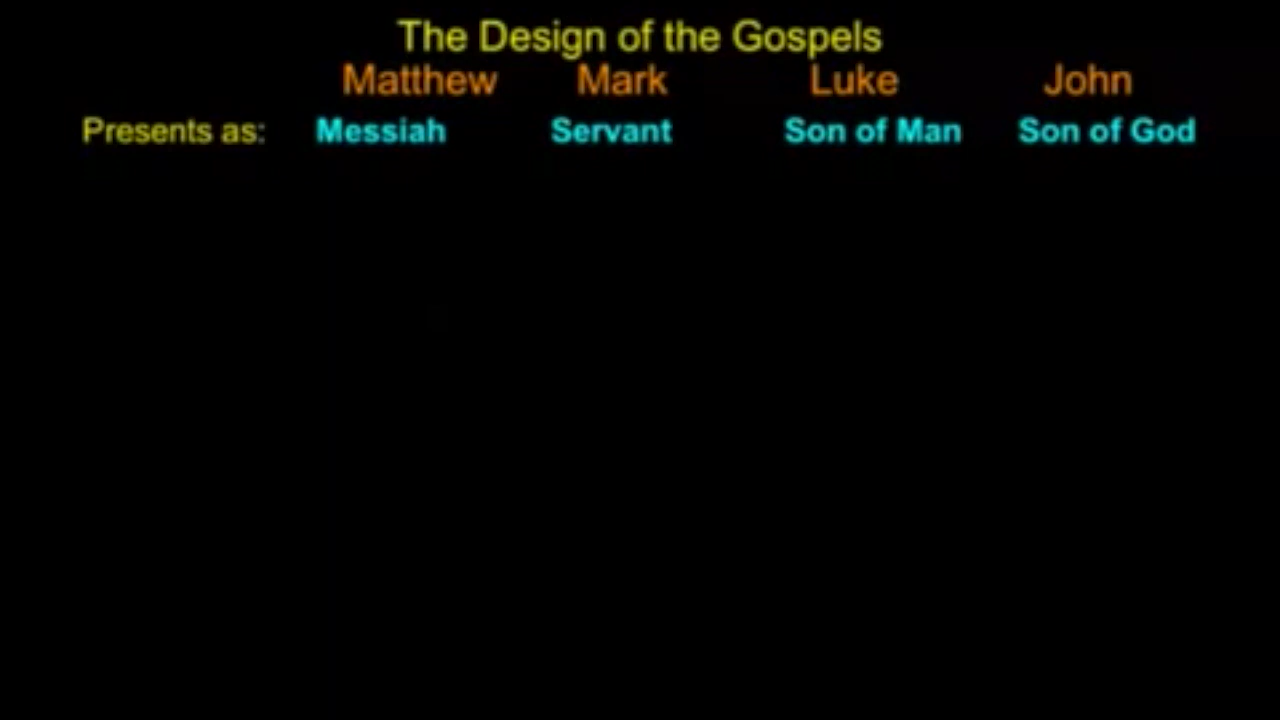 The Design of the Gospels
Matthew Mark Luke John
Presents as: Messiah Servant Son of Man Son of God